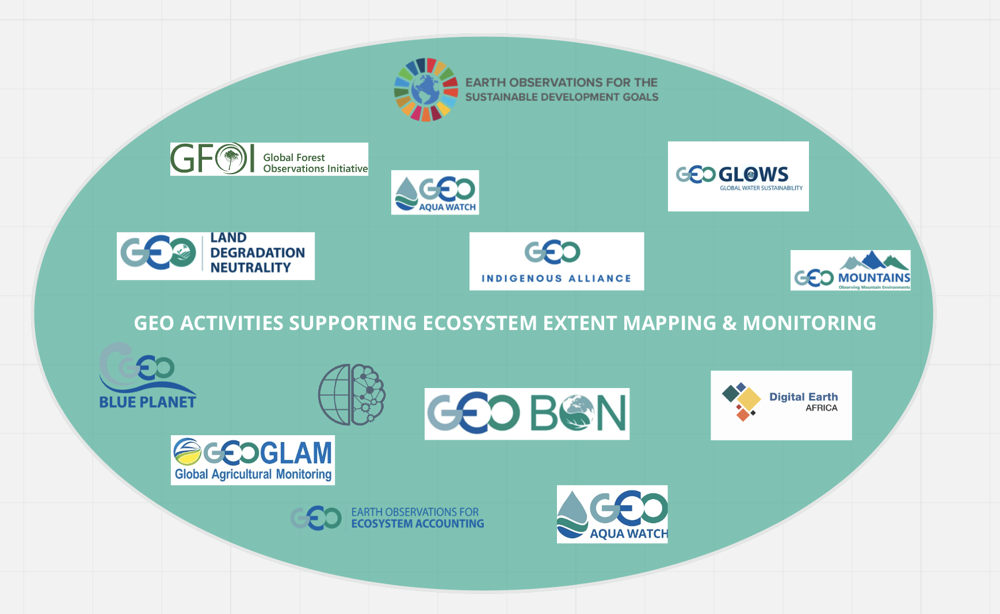 EARTH OBSERVATIONS FOR THE
SUSTAINABLE DEVELOPMENT GOALS
GFOI
Global Forest
Observations Initiative
GEO
AQUA WATCH
GEO GLOWS
GLOBAL WATER SUSTAINABILITY
GEO
LAND
DEGRADATION
NEUTRALITY
GEO
INDIGENOUS ALLIANCE
GEO MOUNTAINS
Observing Mountain Environments
GEO ACTIVITIES SUPPORTING ECOSYSTEM EXTENT MAPPING & MONITORING
GEO
BLUE PLANET
GEO BON
Digital Earth
AFRICA
GEOGLAM
Global Agricultural Monitoring
GEO
EARTH OBSERVATIONS FOR
ECOSYSTEM ACCOUNTING
GEO
AQUA WATCH